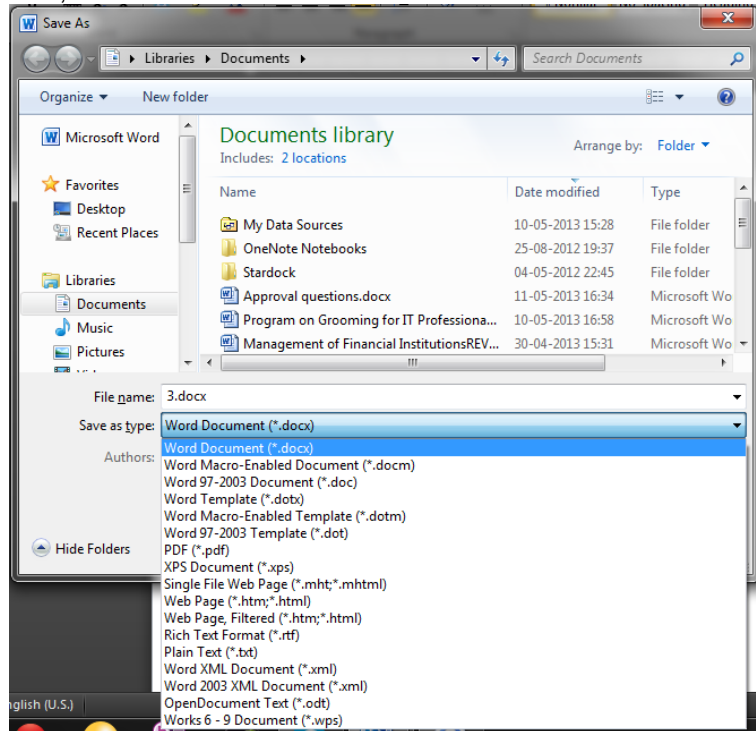 Save As
Libraries Documents
Search Documents
Organize New folder
Microsoft Word
Favorites
Desktop
Recent Places
Libraries
Documents
Music
Pictures
Documents library
Includes: 2 locations
Arrange by: Folder
Name Date modified Type
My Data Sources 10-05-2013 15:28 File folder
OneNote Notebooks 25-08-2012 19:37 File folder
Stardock 04-05-2012 22:45 File folder
Approval questions.docx 11-05-2013 16:34 Microsoft Wo
Program on Grooming for IT Professiona... 10-05-2013 16:58 Microsoft Wo
Management of Financial InstitutionsREV... 30-04-2013 15:31 Microsoft Wo
File name: 3.docx
Save as type: Word Document (*.docx)
Authors:
Word Document (*.docx)
Word Macro-Enabled Document (*.docm)
Word 97-2003 Document (*.doc)
Word Template (*.dotx)
Word Macro-Enabled Template (*.dotm)
Word 97-2003 Template (*.dot)
PDF (*.pdf)
XPS Document (*.xps)
Single File Web Page (*.mht;*.mhtml)
Web Page (*.htm;*.html)
Web Page, Filtered (*.htm;*.html)
Rich Text Format (*.rtf)
Plain Text (*.txt)
Word XML Document (*.xml)
Word 2003 XML Document (*.xml)
OpenDocument Text (*.odt)
Works 6 - 9 Document (*.wps)
Hide Folders
nglish (U.S.)